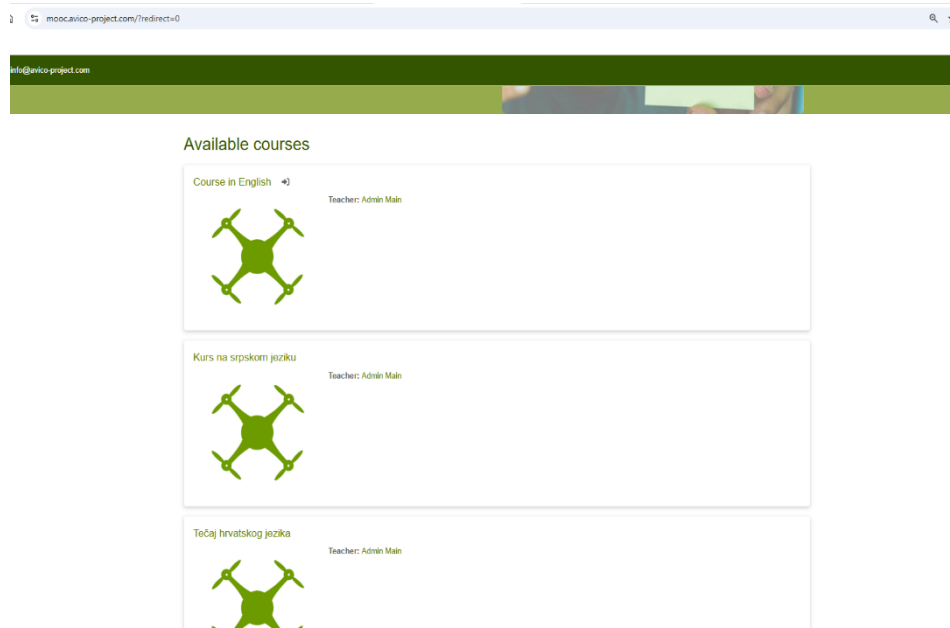 mooc.avico-project.com/?redirect=0
info@avico-project.com
Available courses
Course in English
Teacher: Admin Main
Kurs na srpskom jeziku
Teacher: Admin Main
Tečaj hrvatskog jezika
Teacher: Admin Main